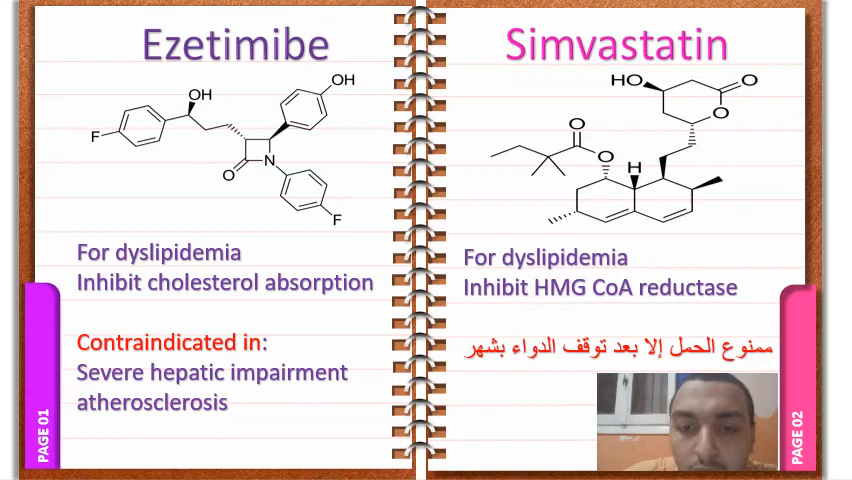 Ezetimibe
OH
OH
F
O
N
F
For dyslipidemia
Inhibit cholesterol absorption
Contraindicated in:
Severe hepatic impairment
atherosclerosis
PAGE 01
Simvastatin
HO
O
O
O
O
H
For dyslipidemia
Inhibit HMG CoA reductase
ممنوع الحمل إلا بعد توقف الدواء بشهر
PAGE 02